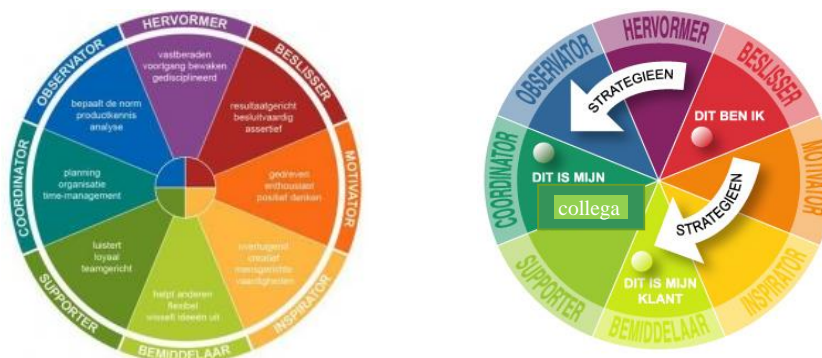 HERVORMER
vastberaden
voortgang bewaken
gedisciplineerd
BESLISSER
resultaatgericht
besluitvaardig
assertief
MOTIVATOR
gedreven
enthousiast
positief denken
INSPIRATOR
overtuigend
creatief
mensgerichte
vaardigheden
BEMIDDELAAR
helpt anderen
flexibel
wisselt ideeën uit
SUPPORTER
luistert
loyaal
teamgericht
COORDINATOR
planning
organisatie
time-management
OBSERVATOR
bepaalt de norm
productkennis
analyse
HERVORMER
BESLISSER
DIT BEN IK
MOTIVATOR
INSPIRATOR
BEMIDDELAAR
DIT IS MIJN
KLANT
SUPPORTER
COORDINATOR
DIT IS MIJN
collega
OBSERVATOR
STRATEGIEEN
STRATEGIEEN